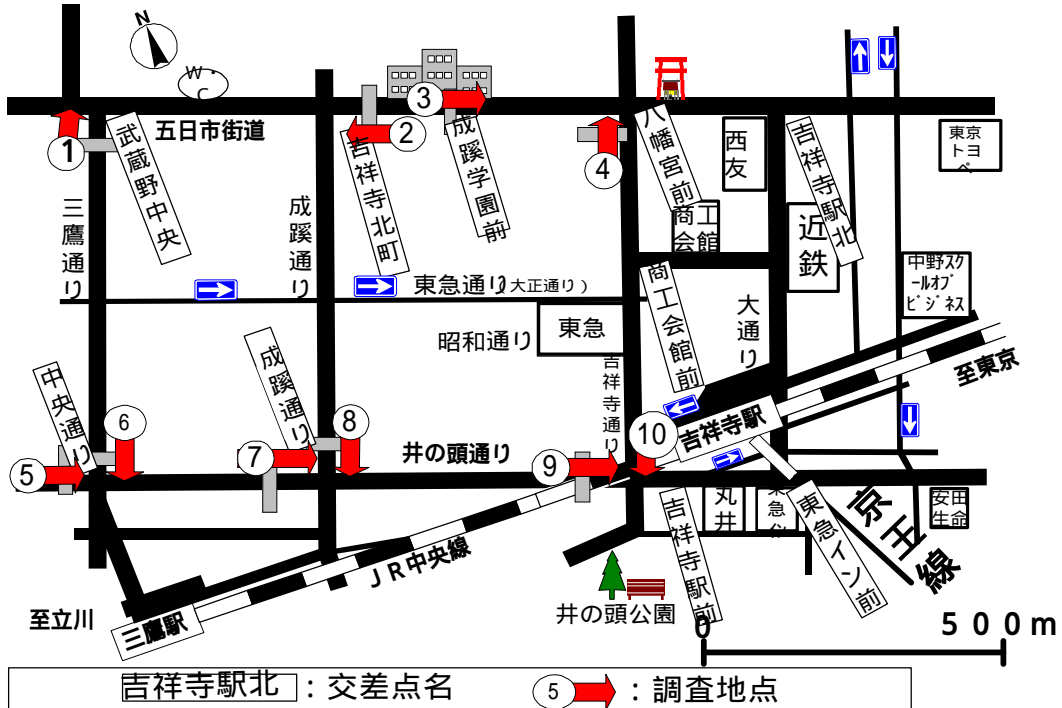 N
W・C
③
②
①
④
五日市街道
武蔵野中央
吉祥寺北町
成蹊学園前
八幡宮前
西友
吉祥寺駅北
東京
トヨ
ペ
三鷹通り
成蹊通り
商工
会館
近鉄
東急通り(大正通り)
商工会館前
大通り
中野スク
ールオブ
ビジネス
昭和通り
東急
吉祥寺通り
至東京
中央通り
成蹊通り
⑥
⑧
⑩
吉祥寺駅
⑤
⑦
井の頭通り
⑨
吉祥寺駅前
丸井
東急イン前
京王線
安田
生命
JR中央線
至立川
三鷹駅
井の頭公園
0
500m
吉祥寺駅北:交差点名
⑤:調査地点